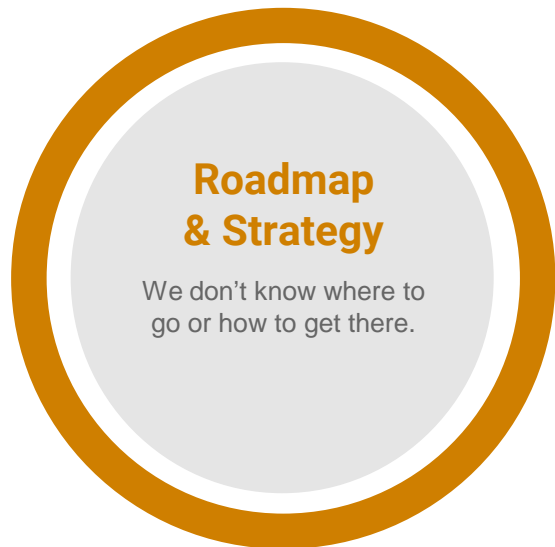 Roadmap
& Strategy
We don’t know where to
go or how to get there.